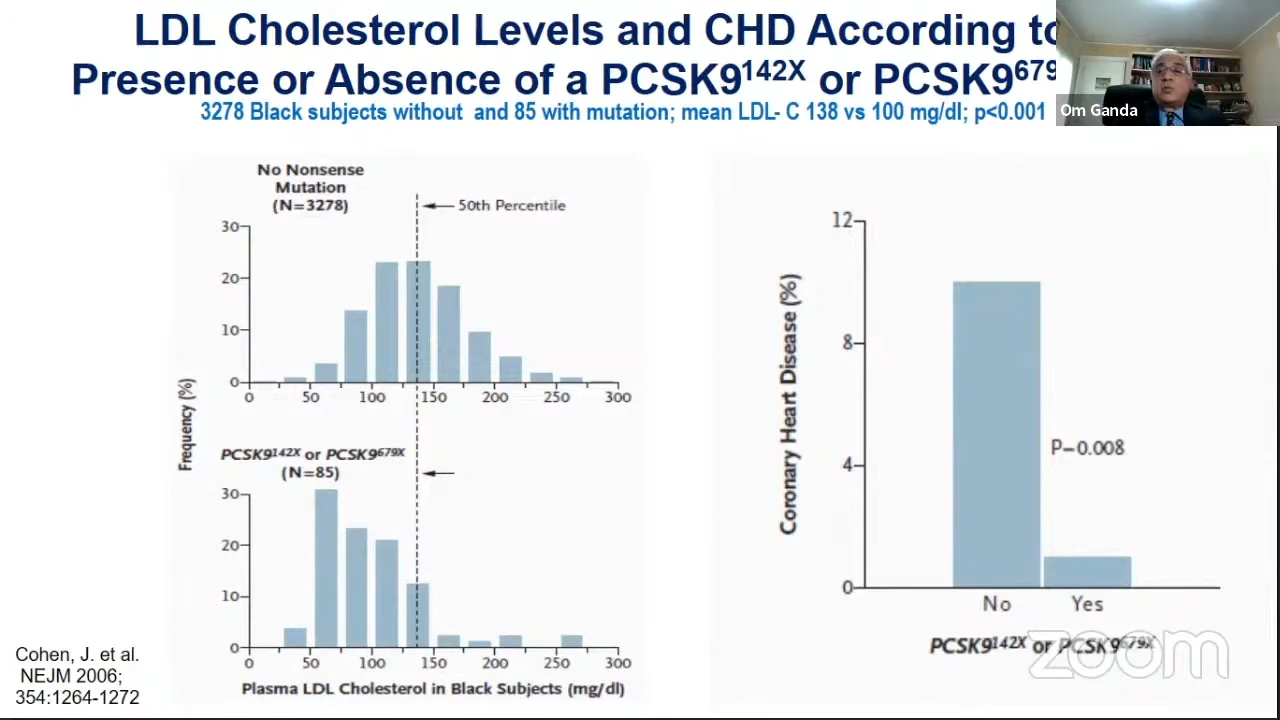 LDL Cholesterol Levels and CHD According to
Presence or Absence of a PCSK9142X or PCSK9679
3278 Black subjects without and 85 with mutation; mean LDL- C 138 vs 100 mg/dl; p<0.001
Om Ganda
No Nonsense
Mutation
(N=3278)
50th Percentile
30
20
10
0
0 50 100 150 200 250 300
Frequency (%)
PCSK9142X or PCSK9679X
(N=85)
30
20
10
0
0 50 100 150 200 250 300
Plasma LDL Cholesterol in Black Subjects (mg/dl)
12
8
4
0
Coronary Heart Disease (%)
P=0.008
No Yes
PCSK9142X or PCSK9679X
zoom
Cohen, J. et al.
NEJM 2006;
354:1264-1272